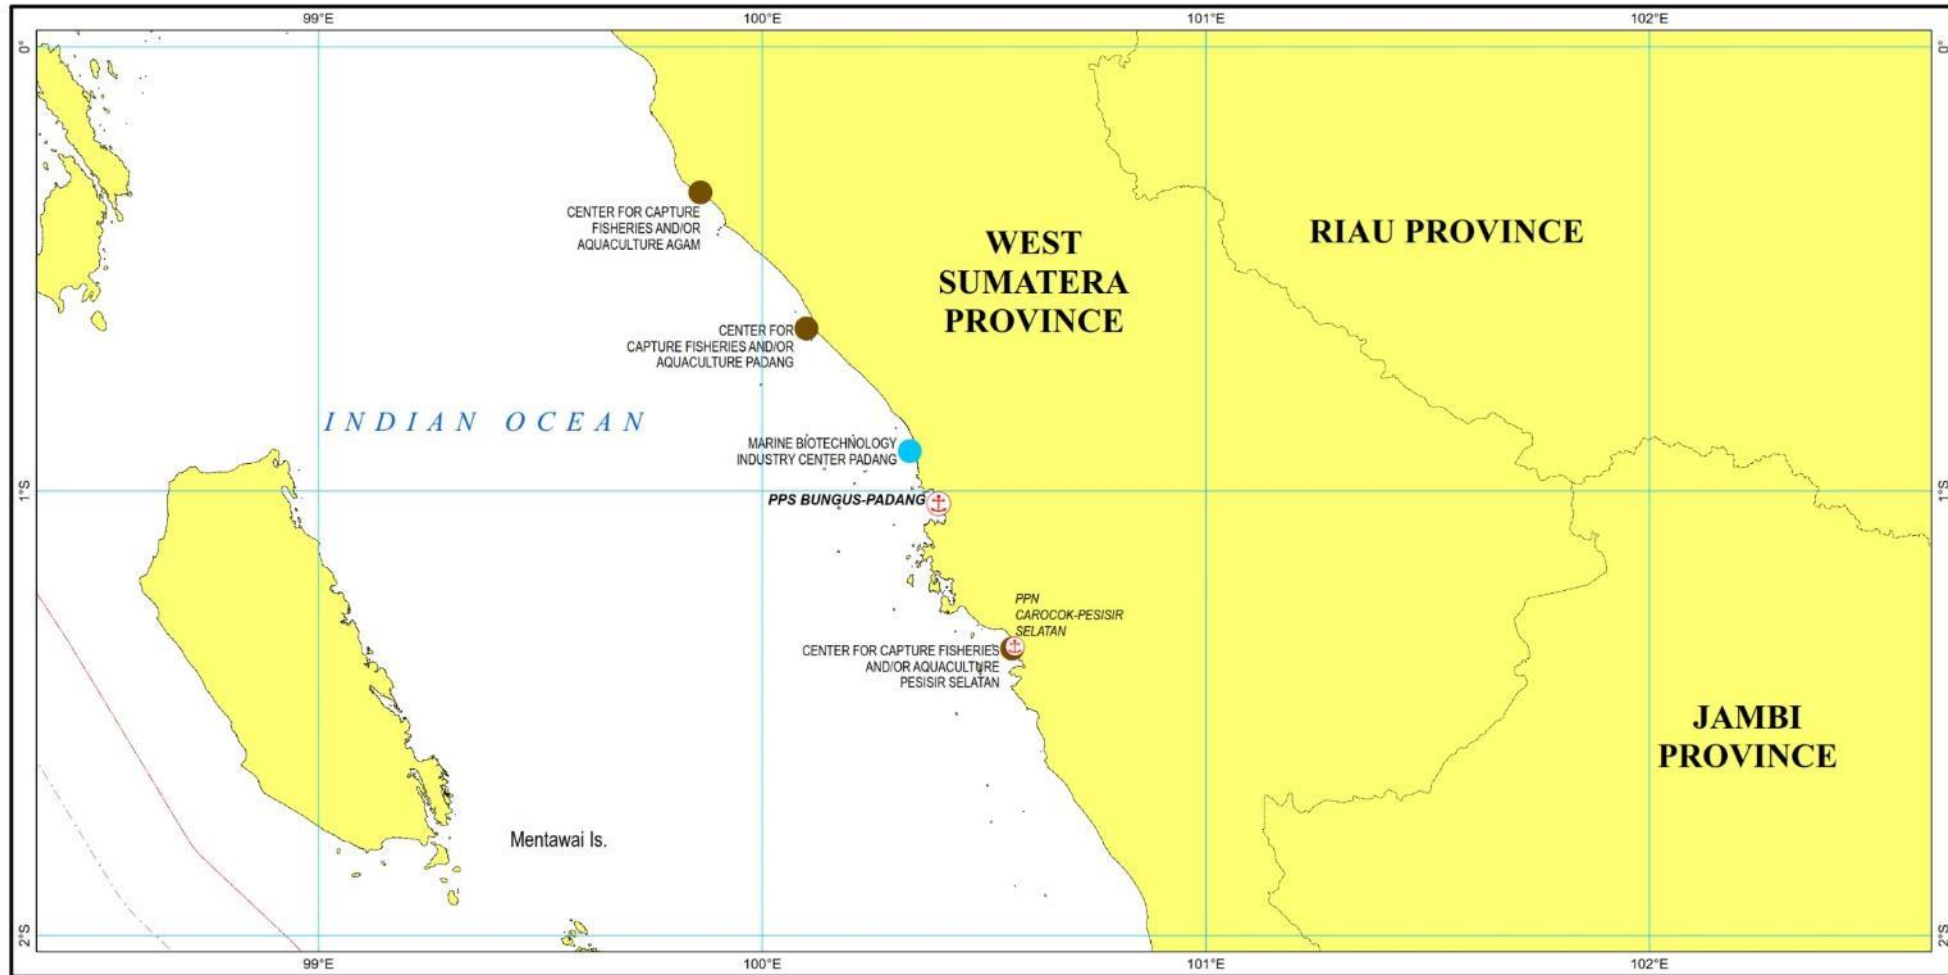 99°E
100°E
101°E
102°E
0°
0°
CENTER FOR CAPTURE
FISHERIES AND/OR
AQUACULTURE AGAM
WEST
SUMATERA
PROVINCE
RIAU PROVINCE
CENTER FOR
CAPTURE FISHERIES AND/OR
AQUACULTURE PADANG
INDIAN OCEAN
MARINE BIOTECHNOLOGY
INDUSTRY CENTER PADANG
1°S
PPS BUNGUS-PADANG
1°S
PPN
CAROCOK-PESISIR
SELATAN
CENTER FOR CAPTURE FISHERIES
AND/OR AQUACULTURE
PESISIR SELATAN
JAMBI
PROVINCE
Mentawai Is.
2°S
2°S
99°E
100°E
101°E
102°E